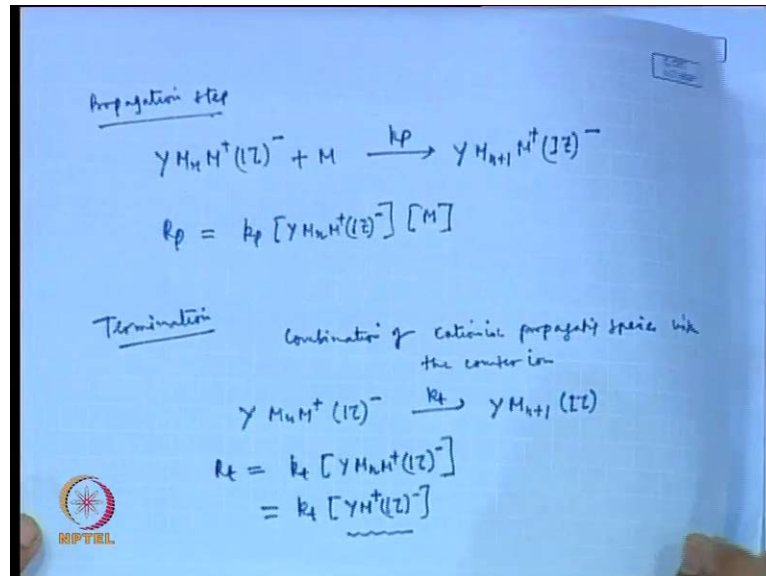 Propagation step
YMₙM⁺(IZ)⁻ + M —kp→ YMₙ₊₁M⁺(IZ)⁻
Rp = kp [YMₙM⁺(IZ)⁻] [M]
Termination Combination of cationic propagating species with
the counter ion
YMₙM⁺(IZ)⁻ —kt→ YMₙ₊₁(IZ)
Rt = kt [YMₙM⁺(IZ)⁻]
= kt [YM⁺(IZ)⁻]
NPTEL